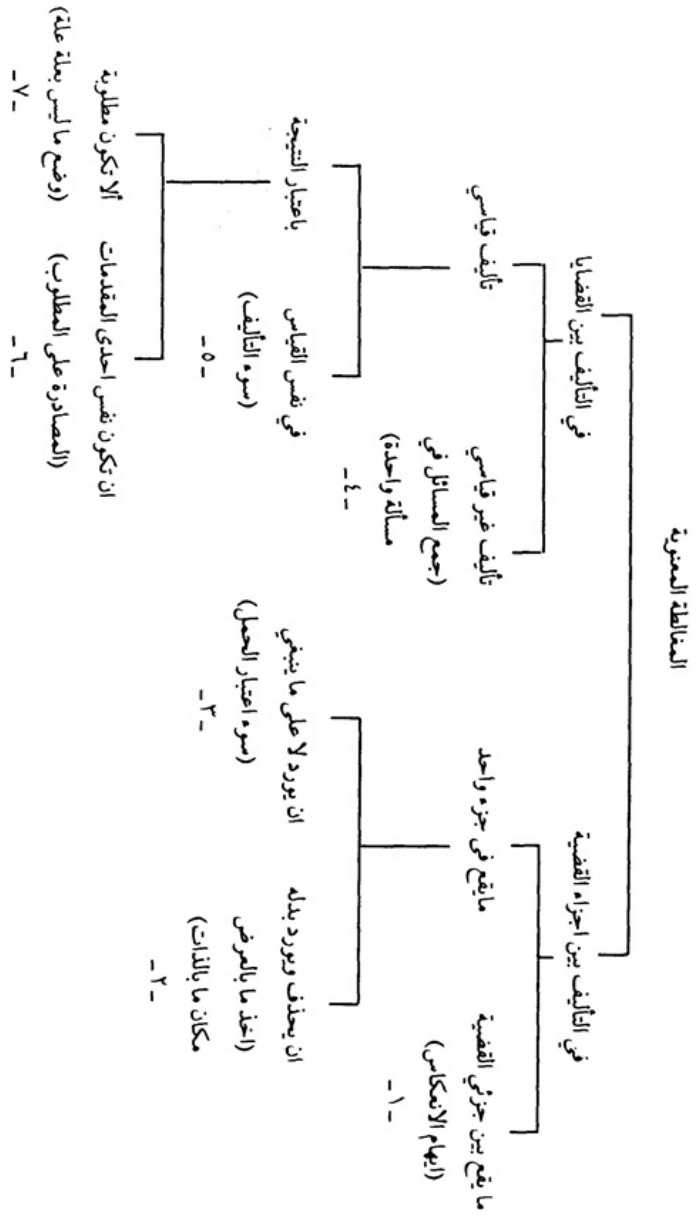 المغالطة المعنوية
في التأليف بين اجزاء القضية
في التأليف بين القضايا
ما يقع بين جزئي القضية
(ايهام الانعكاس)
-١-
مايقع في جزء واحد
ان يحذف ويورد بدله
(اخذ ما بالعرض
مكان ما بالذات)
-٢-
ان يورد لا على ما ينبغي
(سوء اعتبار الحمل)
-٣-
تأليف غير قياسي
(جمع المسائل في
مسألة واحدة)
-٤-
تأليف قياسي
في نفس القياس
(سوء التأليف)
-٥-
باعتبار النتيجة
ان تكون نفس احدى المقدمات
(المصادرة على المطلوب)
-٦-
ألا تكون مطلوبة
(وضع ما ليس بعلة علة)
-٧-